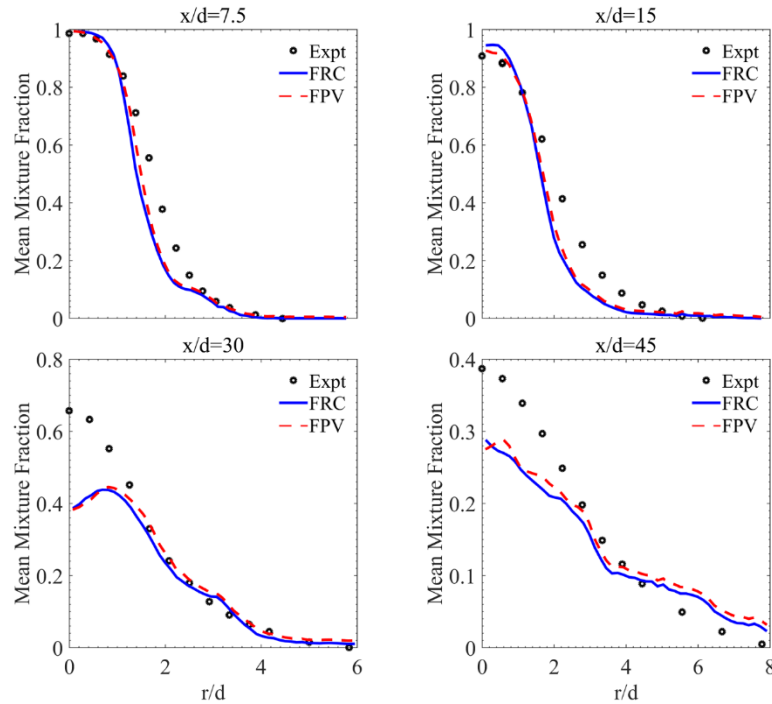 x/d=7.5
1
0.8
0.6
0.4
0.2
0
Mean Mixture Fraction
Expt
FRC
FPV
x/d=15
1
0.8
0.6
0.4
0.2
0
Mean Mixture Fraction
Expt
FRC
FPV
x/d=30
0.8
0.6
0.4
0.2
0
Mean Mixture Fraction
Expt
FRC
FPV
0 2 4 6
r/d
x/d=45
0.4
0.3
0.2
0.1
0
Mean Mixture Fraction
Expt
FRC
FPV
0 2 4 6 8
r/d